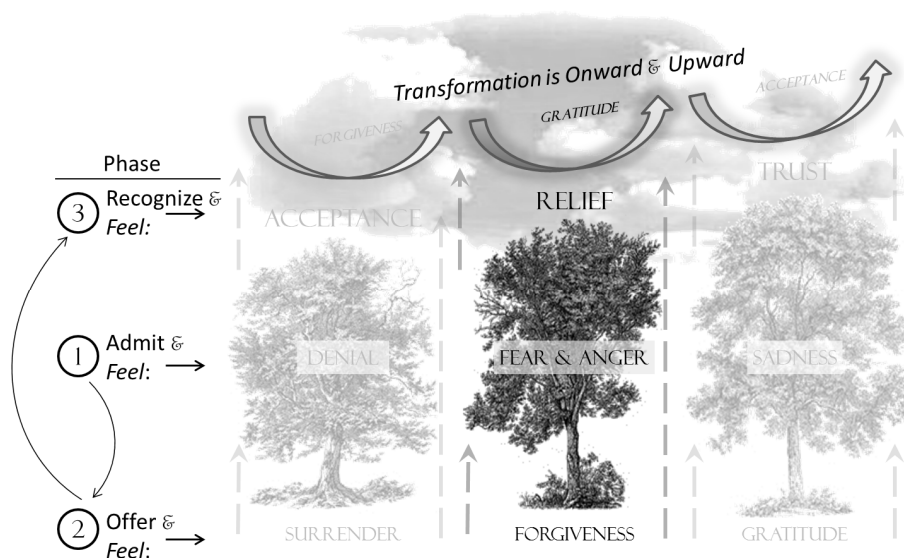 Transformation is Onward & Upward
FORGIVENESS
GRATITUDE
ACCEPTANCE
Phase
3 Recognize &
Feel:
ACCEPTANCE
RELIEF
TRUST
1 Admit &
Feel:
DENIAL
FEAR & ANGER
SADNESS
2 Offer &
Feel:
SURRENDER
FORGIVENESS
GRATITUDE